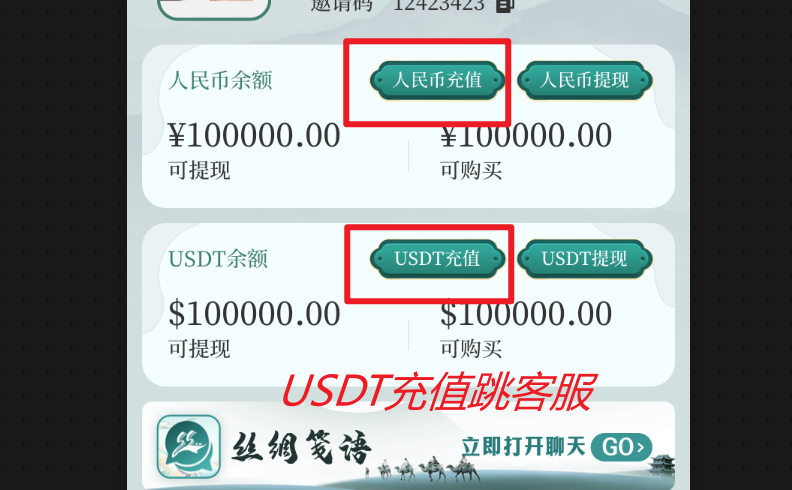 邀请码 12423423
人民币余额 人民币充值 人民币提现
¥100000.00 ¥100000.00
可提现 可购买
USDT余额 USDT充值 USDT提现
$100000.00 $100000.00
可提现 可购买
USDT充值跳客服
丝绸笺语 立即打开聊天 GO>